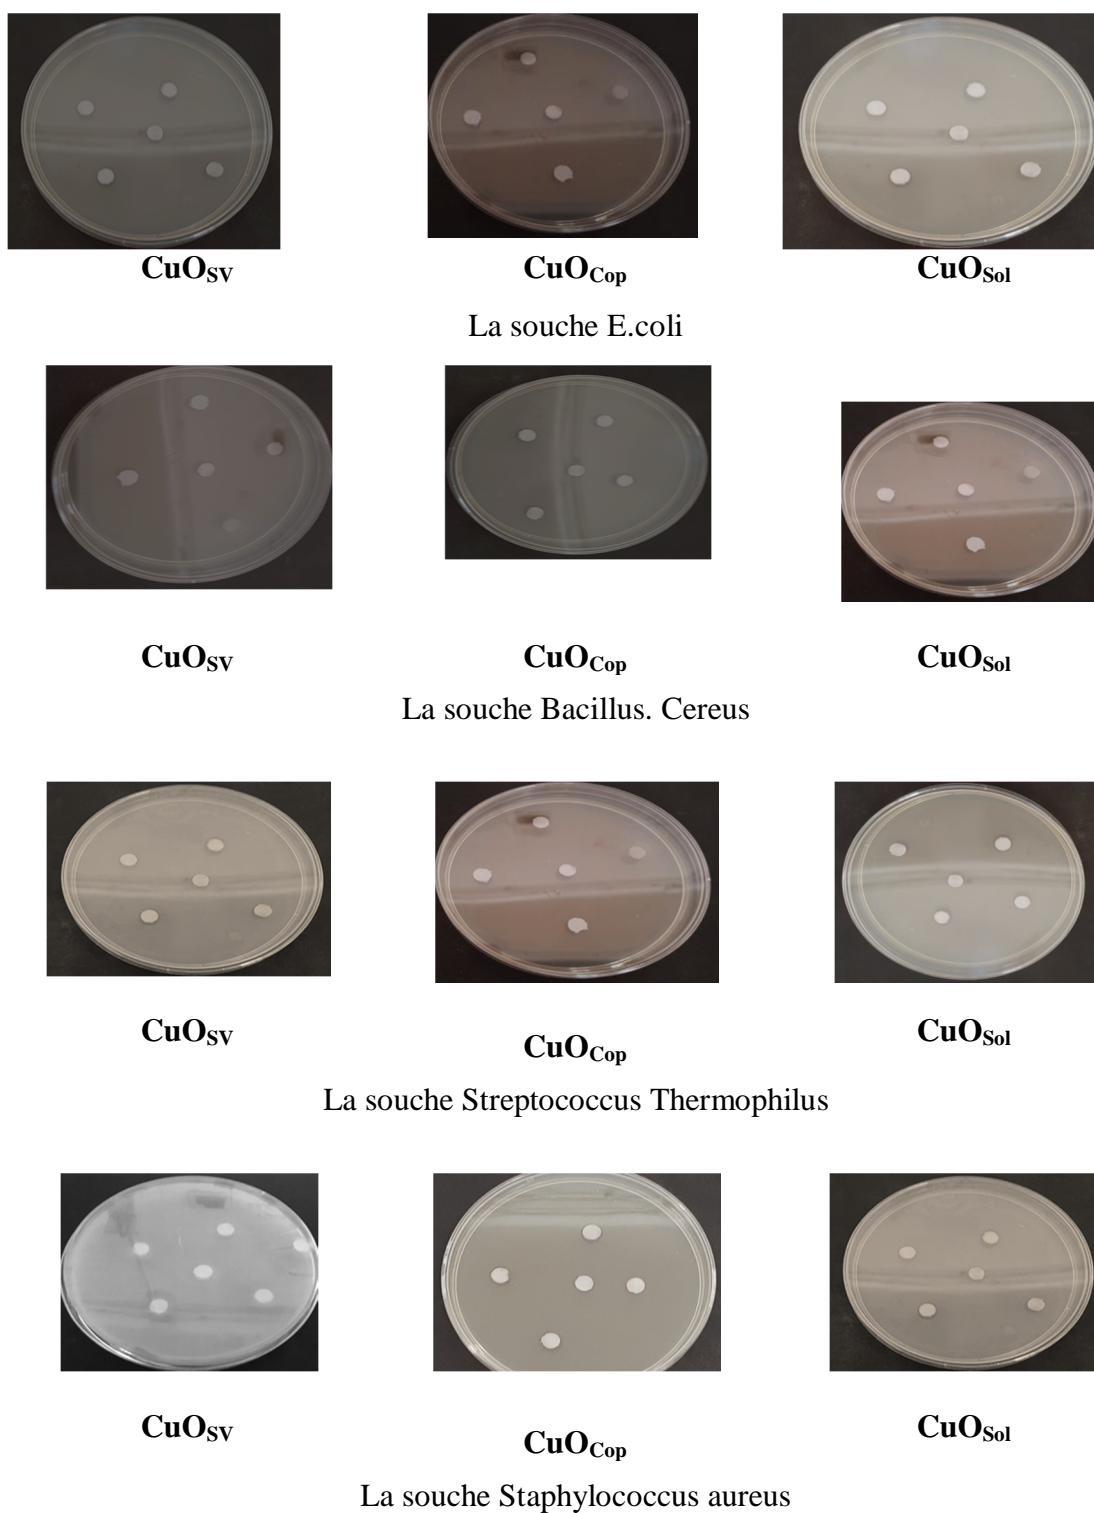 CuOSV CuOCop CuOSol
La souche E.coli
CuOSV CuOCop CuOSol
La souche Bacillus. Cereus
CuOSV CuOCop CuOSol
La souche Streptococcus Thermophilus
CuOSV CuOCop CuOSol
La souche Staphylococcus aureus